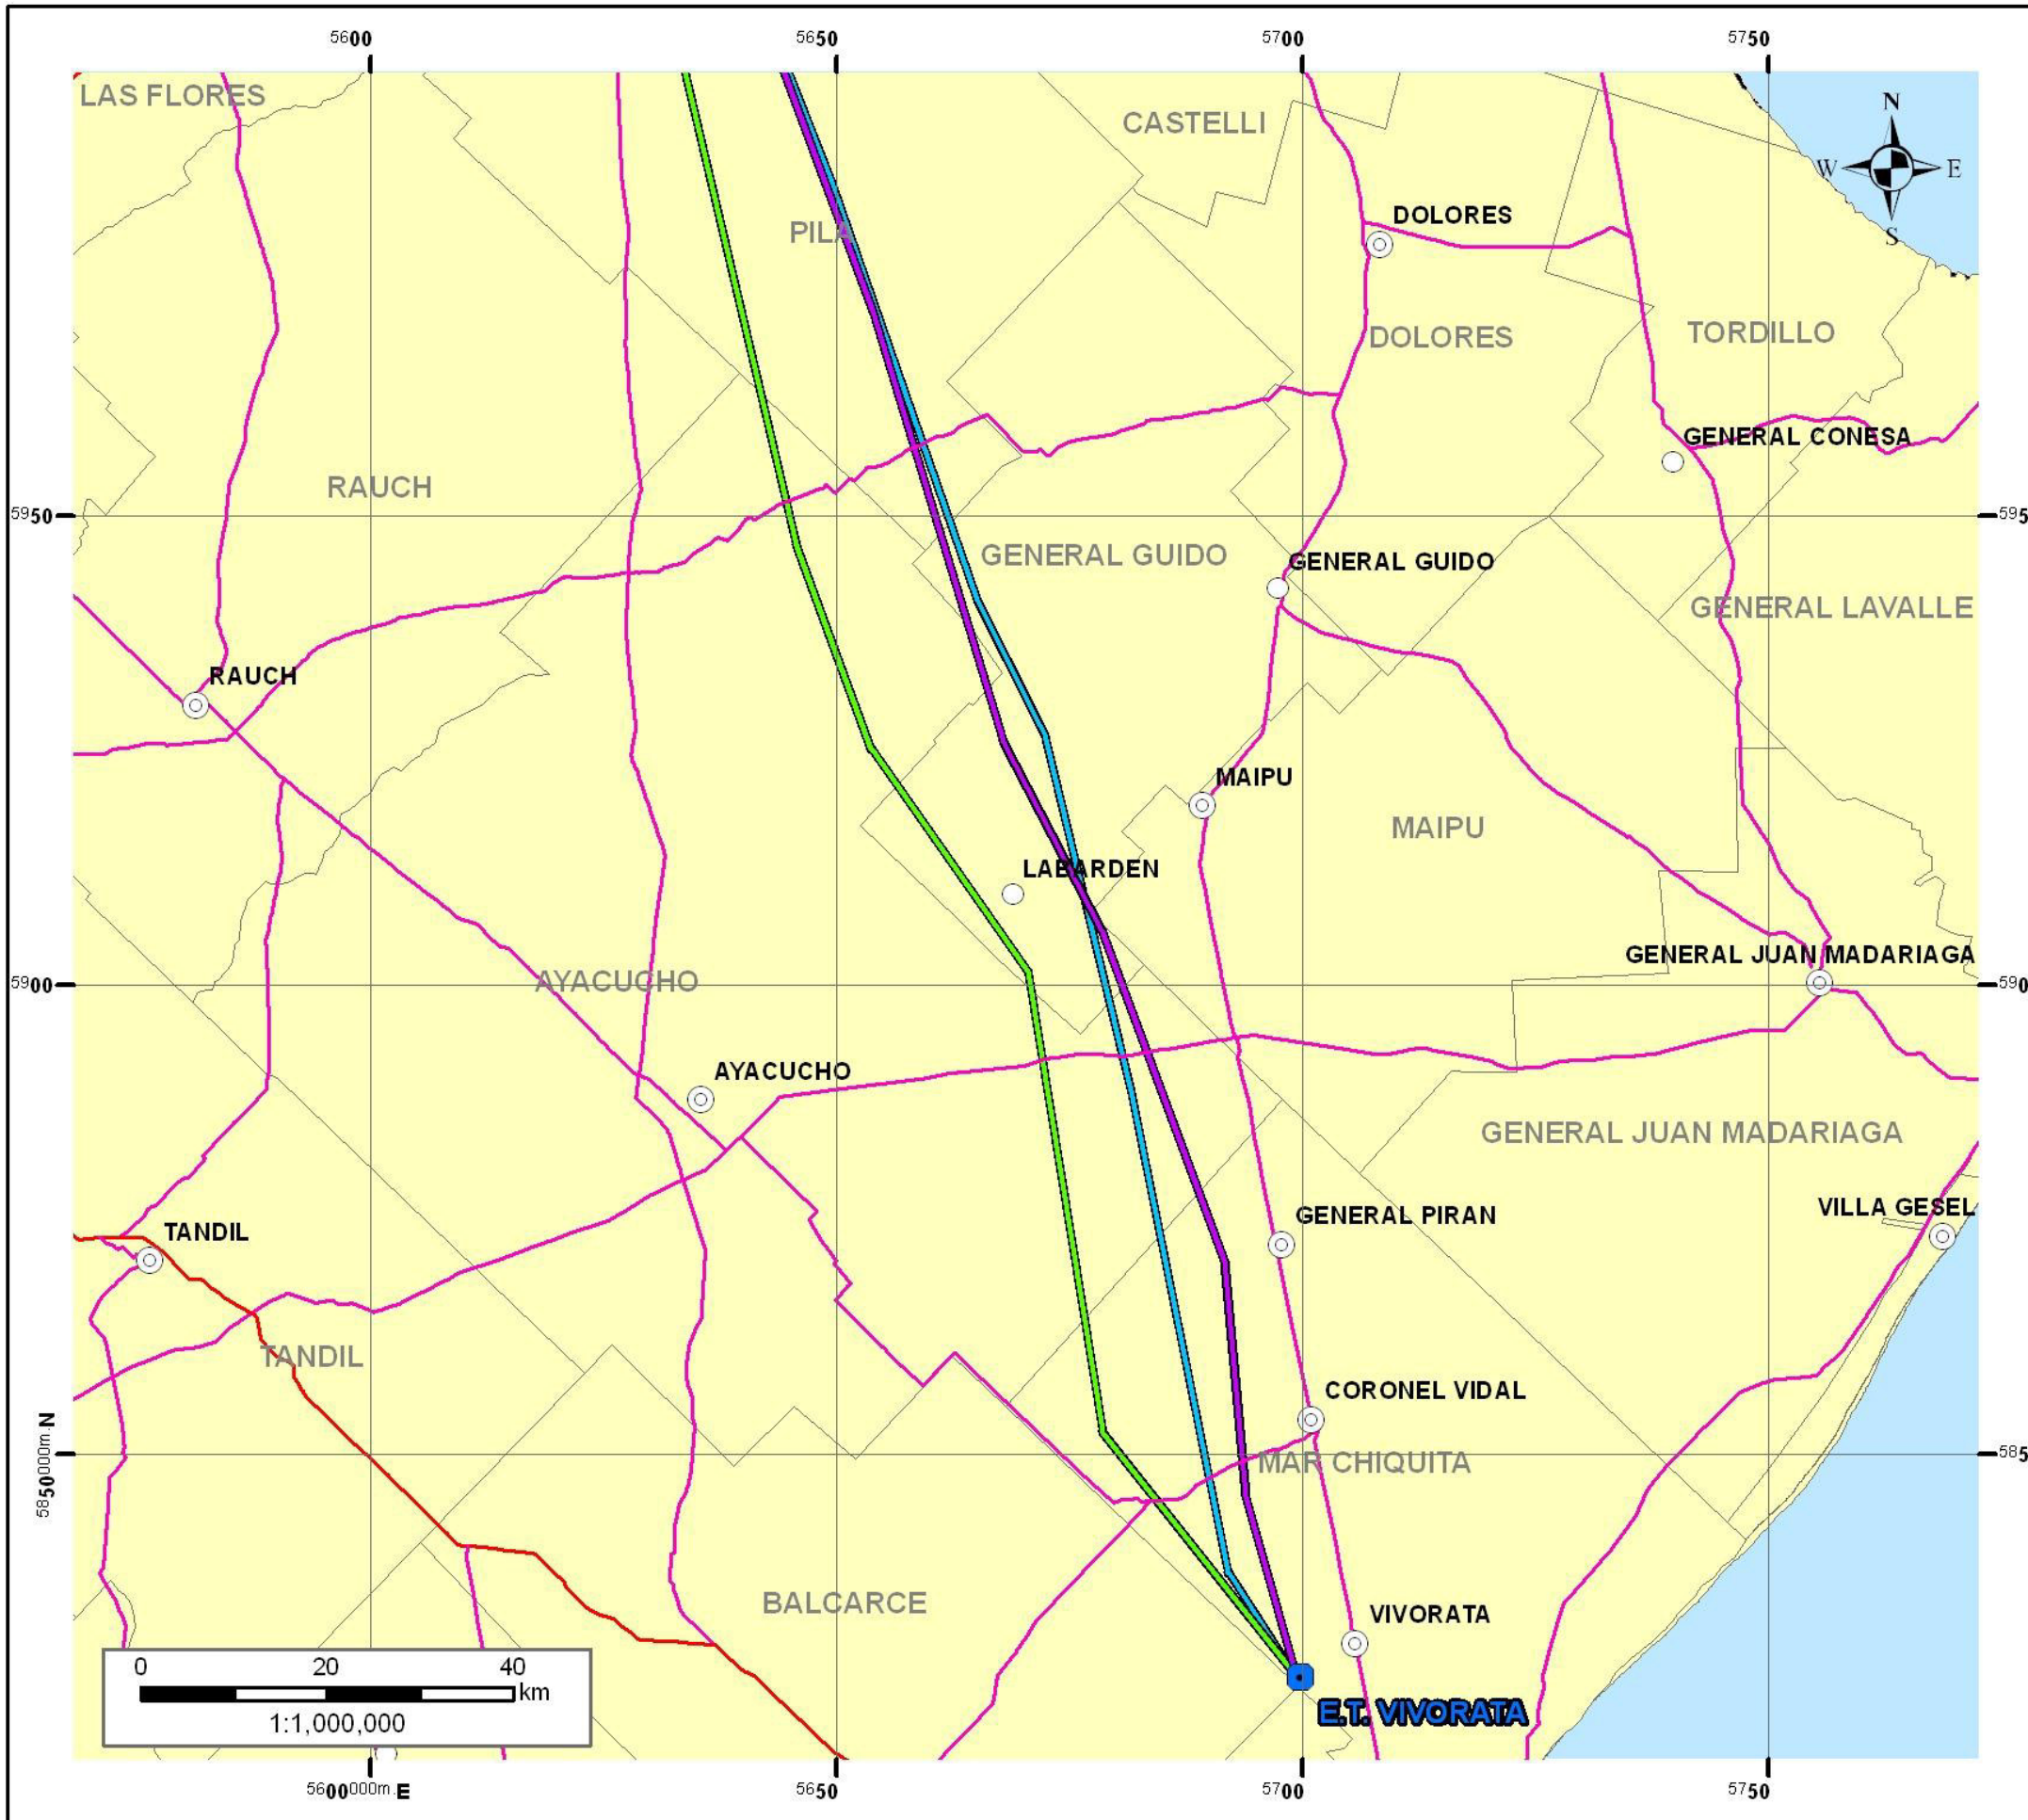 5600
5650
5700
5750
LAS FLORES
N
CASTELLI
W
E
DOLORES
PILA
S
DOLORES
TORDILLO
GENERAL CONESA
RAUCH
5950
595
GENERAL GUIDO
GENERAL GUIDO
GENERAL LAVALLE
RAUCH
MAIPU
MAIPU
LABARDEN
GENERAL JUAN MADARIAGA
AYACUCHO
5900
590
AYACUCHO
GENERAL JUAN MADARIAGA
VILLA GESEL
GENERAL PIRAN
TANDIL
TANDIL
CORONEL VIDAL
5850000m.N
585
MAR CHIQUITA
BALCARCE
VIVORATA
0 20 40
km
1:1,000,000
E.T. VIVORATA
5600000m.E
5650
5700
5750